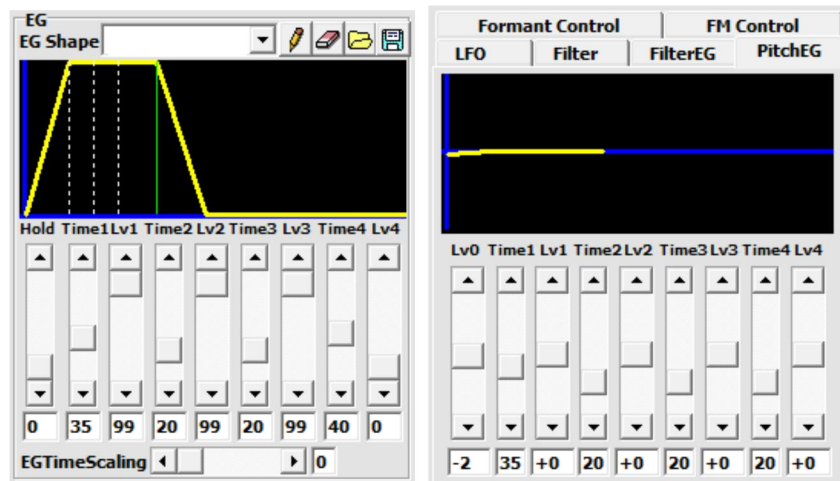 EG
EG Shape
Hold Time1 Lv1 Time2 Lv2 Time3 Lv3 Time4 Lv4
0 35 99 20 99 20 99 40 0
EGTimeScaling 0
Formant Control FM Control
LFO Filter FilterEG PitchEG
Lv0 Time1 Lv1 Time2 Lv2 Time3 Lv3 Time4 Lv4
-2 35 +0 20 +0 20 +0 20 +0